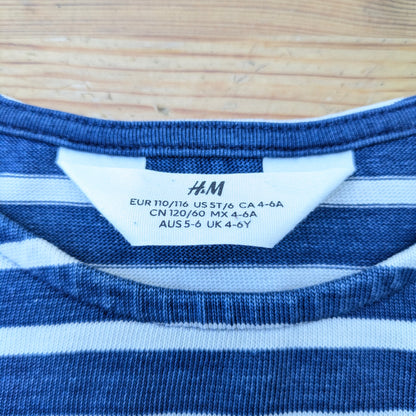 H&M
EUR 110/116 US 5T/6 CA 4-6A
CN 120/60 MX 4-6A
AUS 5-6 UK 4-6Y